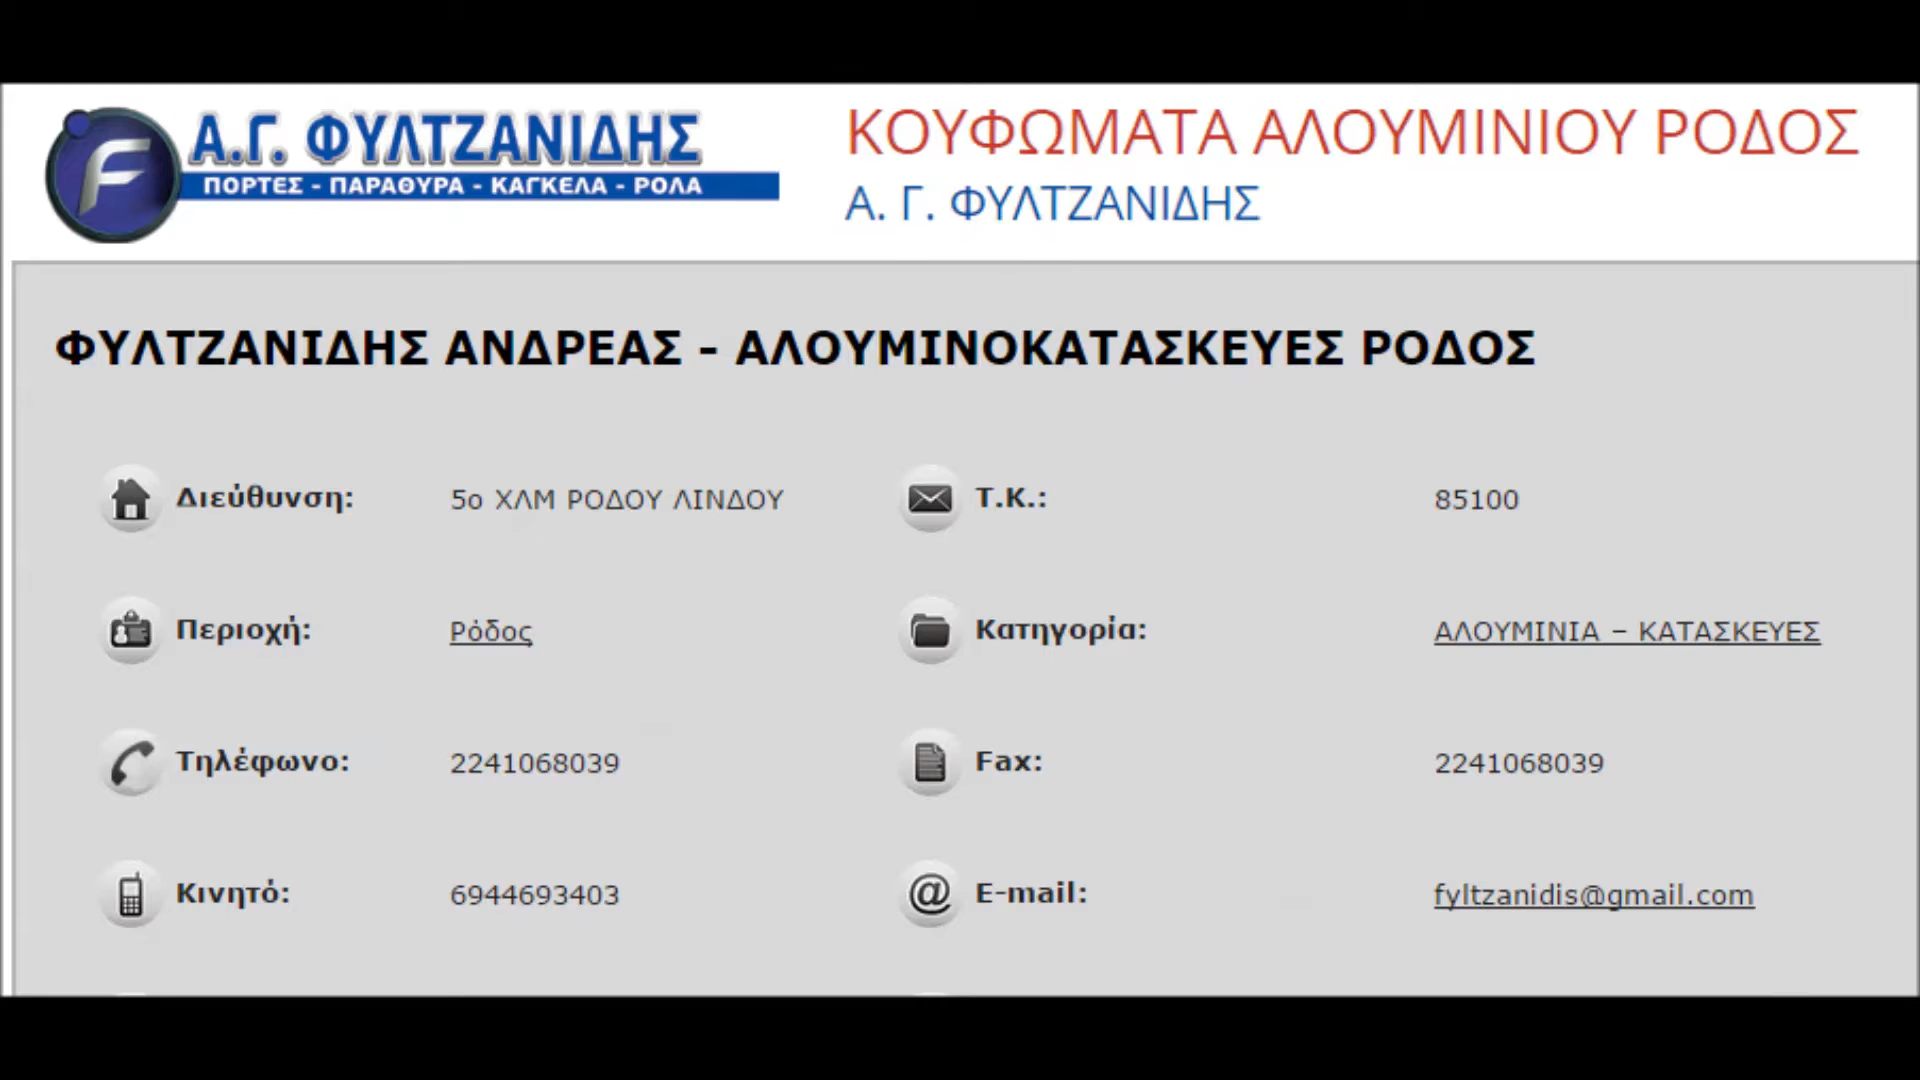 Α.Γ. ΦΥΛΤΖΑΝΙΔΗΣ
ΠΟΡΤΕΣ - ΠΑΡΑΘΥΡΑ - ΚΑΓΚΕΛΑ - ΡΟΛΑ
ΚΟΥΦΩΜΑΤΑ ΑΛΟΥΜΙΝΙΟΥ ΡΟΔΟΣ
Α. Γ. ΦΥΛΤΖΑΝΙΔΗΣ
ΦΥΛΤΖΑΝΙΔΗΣ ΑΝΔΡΕΑΣ - ΑΛΟΥΜΙΝΟΚΑΤΑΣΚΕΥΕΣ ΡΟΔΟΣ
Διεύθυνση: 5ο ΧΛΜ ΡΟΔΟΥ ΛΙΝΔΟΥ Τ.Κ.: 85100
Περιοχή: Ρόδος Κατηγορία: ΑΛΟΥΜΙΝΙΑ – ΚΑΤΑΣΚΕΥΕΣ
Τηλέφωνο: 2241068039 Fax: 2241068039
Κινητό: 6944693403 E-mail: fyltzanidis@gmail.com